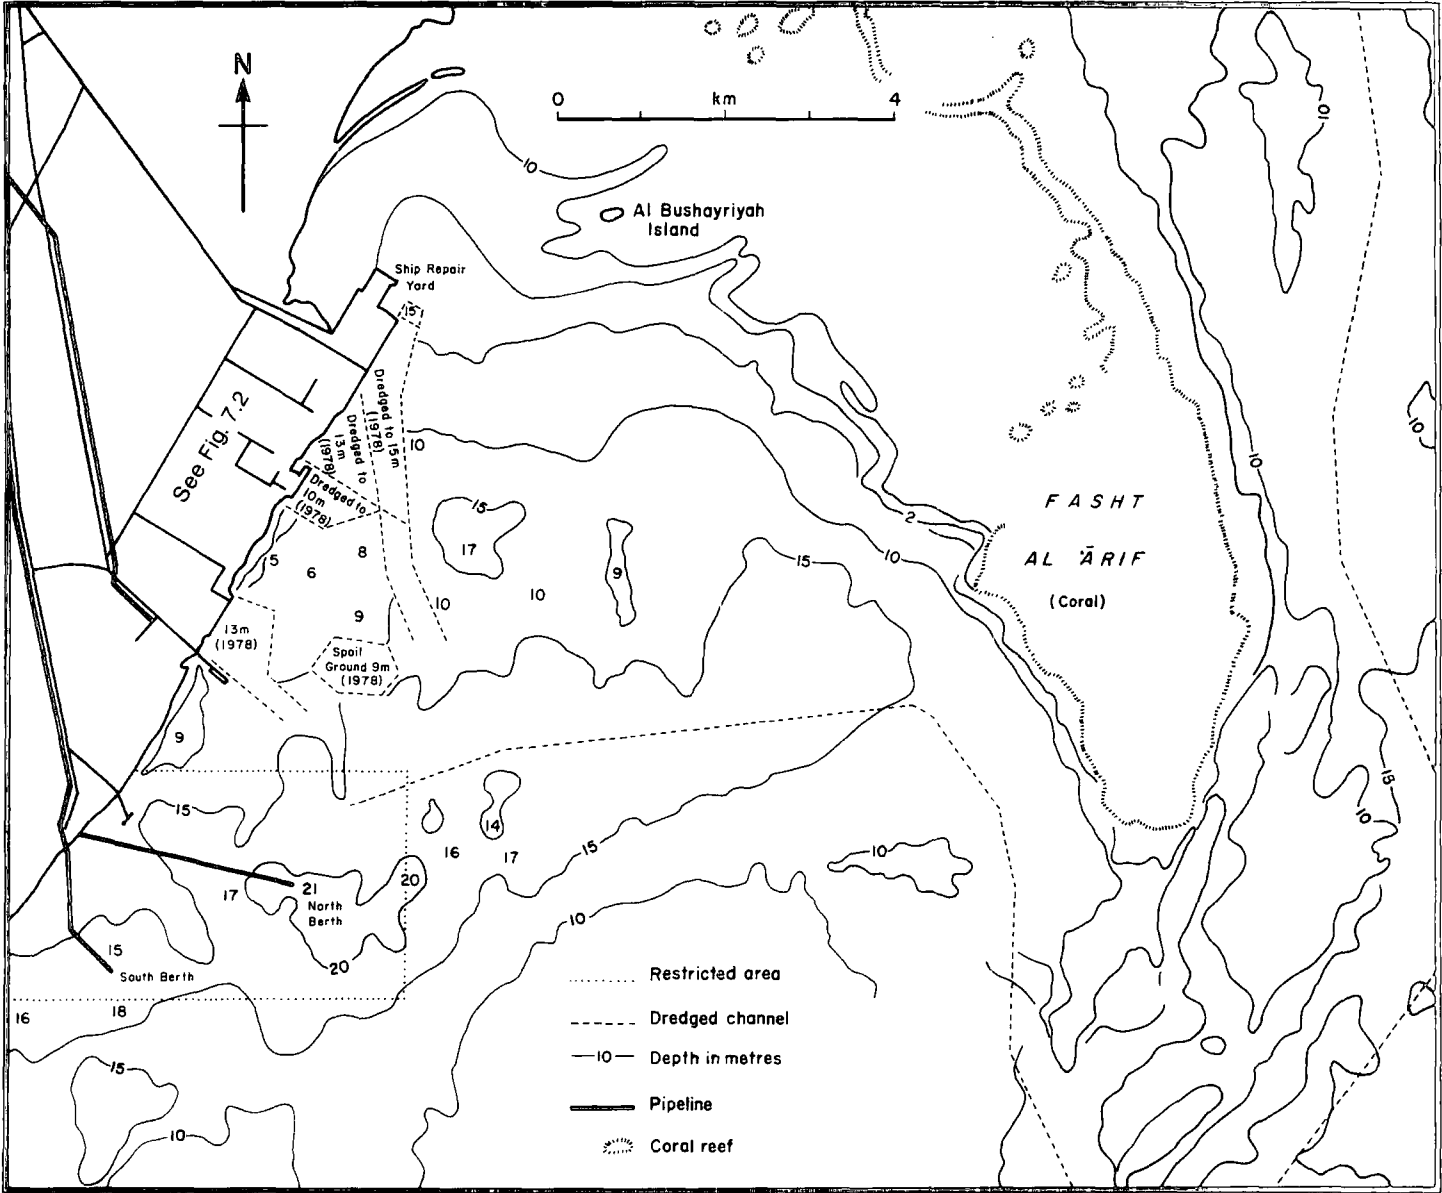 N
0 km 4
10
10
Al Bushayriyah
Island
Ship Repair
Yard
15
Dredged to 15m
(1978)
Dredged to
13m
(1978)
10
See Fig. 7.2
Dredged to
10m
(1978)
10
10
FASHT
AL 'ĀRIF
(Coral)
2
10
15
15
17
8
5
6
9
9
10
10
13m
(1978)
Spoil
Ground 9m
(1978)
9
15
10
15
14
16
17
15
10
20
17
21
North
Berth
10
20
15
South Berth
16
18
15
10
Restricted area
Dredged channel
10 Depth in metres
Pipeline
Coral reef